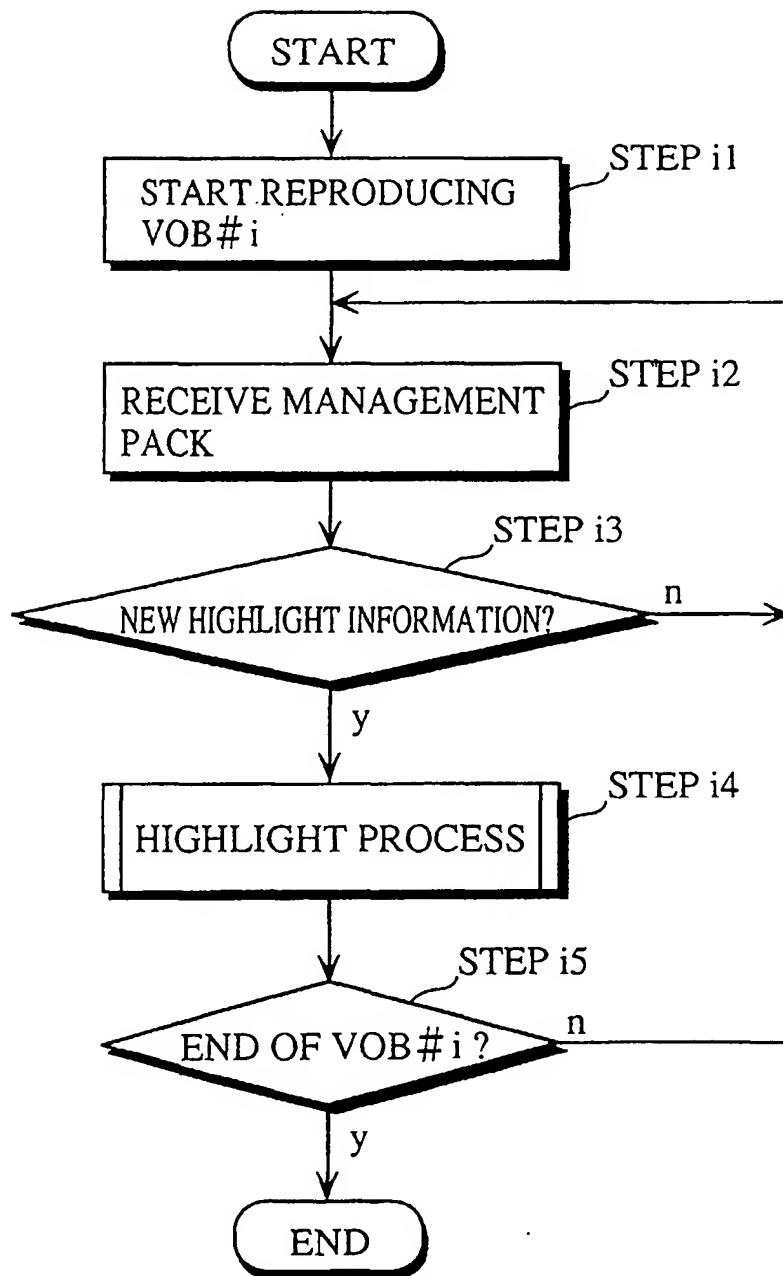 START
STEP i1
START REPRODUCING
VOB# i
STEP i2
RECEIVE MANAGEMENT
PACK
STEP i3
NEW HIGHLIGHT INFORMATION?
n
y
STEP i4
HIGHLIGHT PROCESS
STEP i5
END OF VOB# i ?
n
y
END